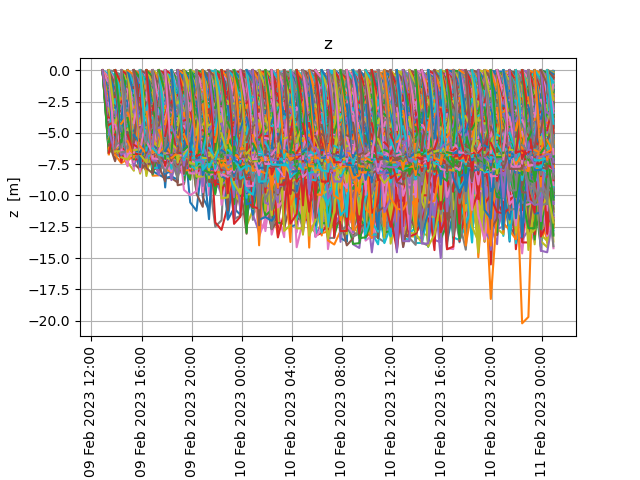 z
0.0
−2.5
−5.0
−7.5
−10.0
−12.5
−15.0
−17.5
−20.0
z [m]
09 Feb 2023 12:00
09 Feb 2023 16:00
09 Feb 2023 20:00
10 Feb 2023 00:00
10 Feb 2023 04:00
10 Feb 2023 08:00
10 Feb 2023 12:00
10 Feb 2023 16:00
10 Feb 2023 20:00
11 Feb 2023 00:00